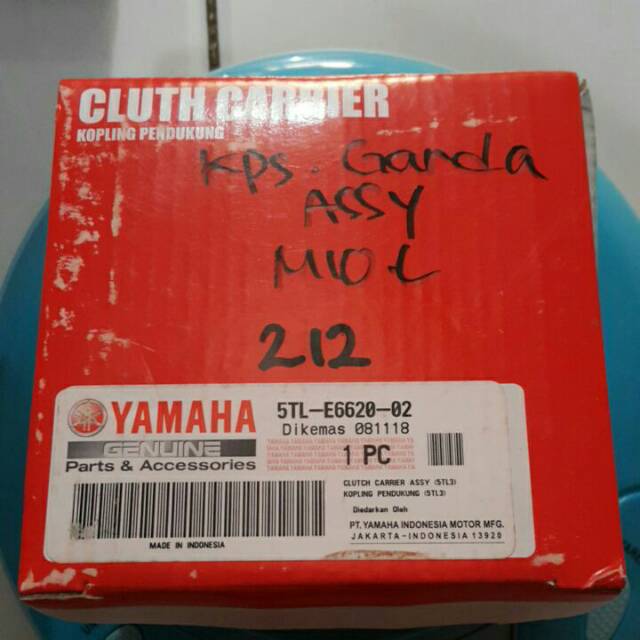 CLUTH CARRIER
KOPLING PENDUKUNG
Kps. Ganda
ASSY
MIO L
212
YAMAHA
GENUINE
Parts & Accessories
MADE IN INDONESIA
5TL-E6620-02
Dikemas 081118
1 PC
CLUTCH CARRIER ASSY (5TL3)
KOPLING PENDUKUNG (5TL3)
Diedarkan Oleh
PT. YAMAHA INDONESIA MOTOR MFG.
JAKARTA-INDONESIA 13920